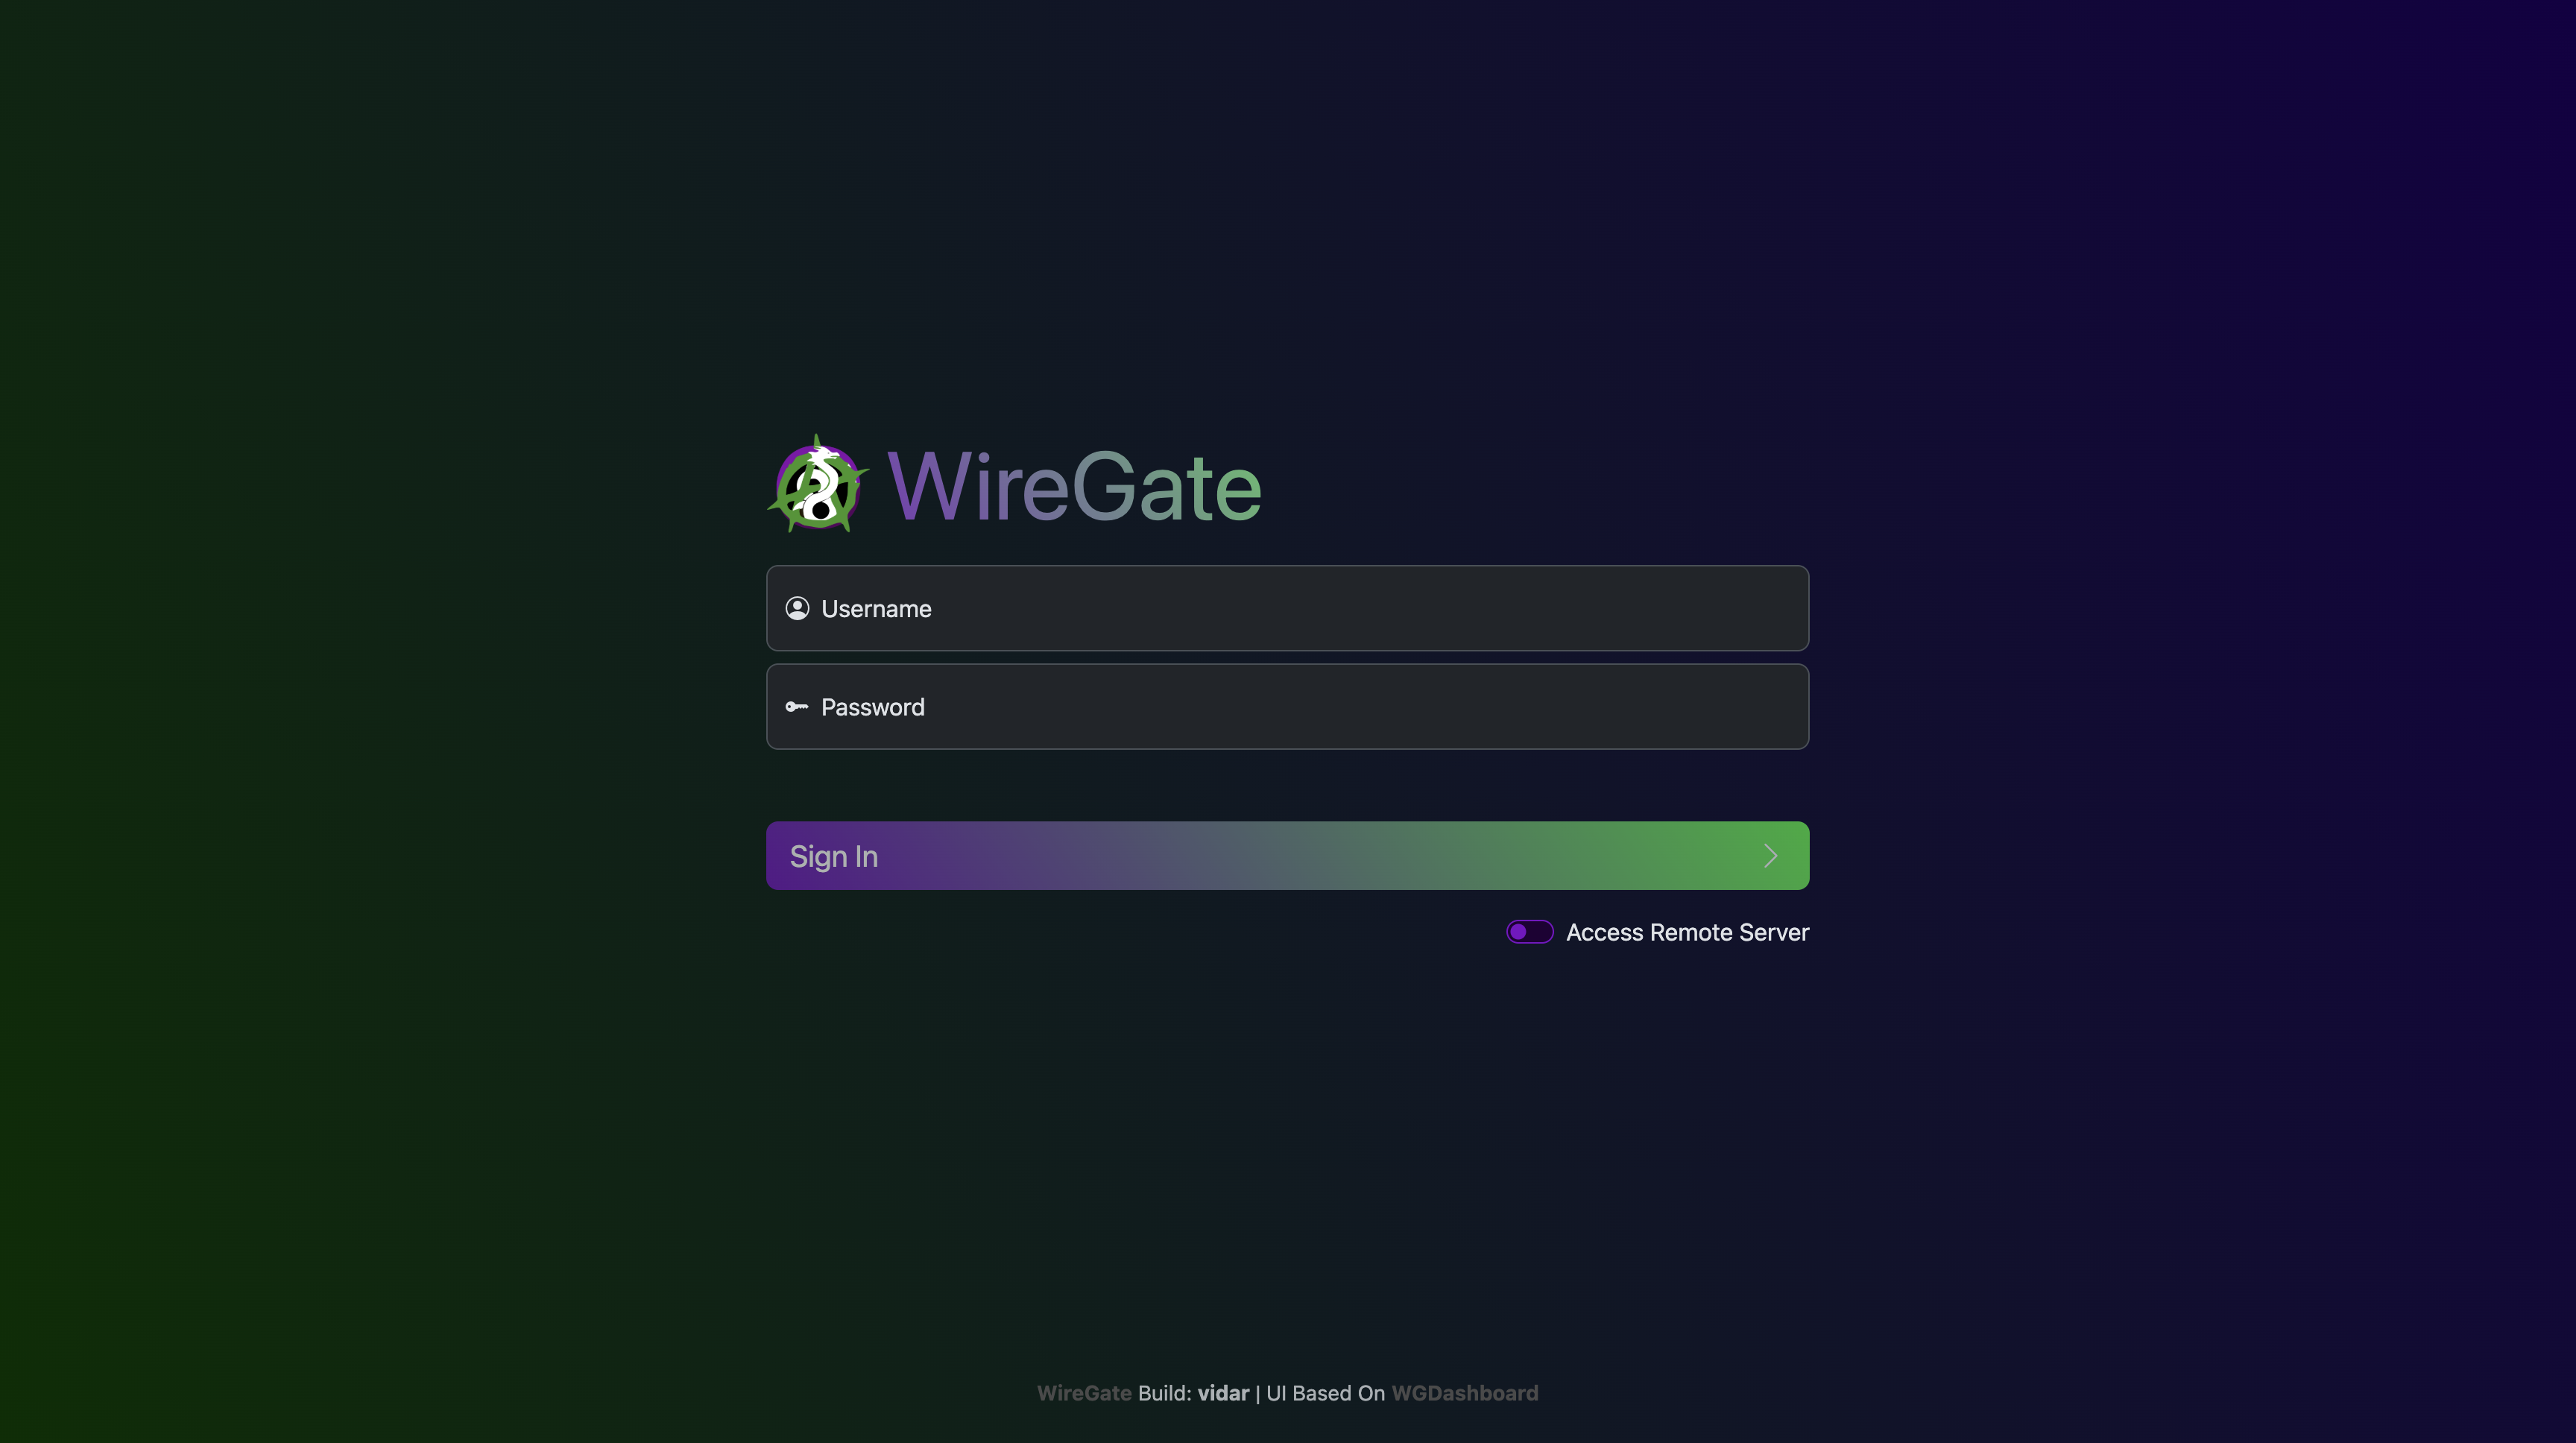 WireGate
Username
Password
Sign In
Access Remote Server
WireGate Build: vidar | UI Based On WGDashboard